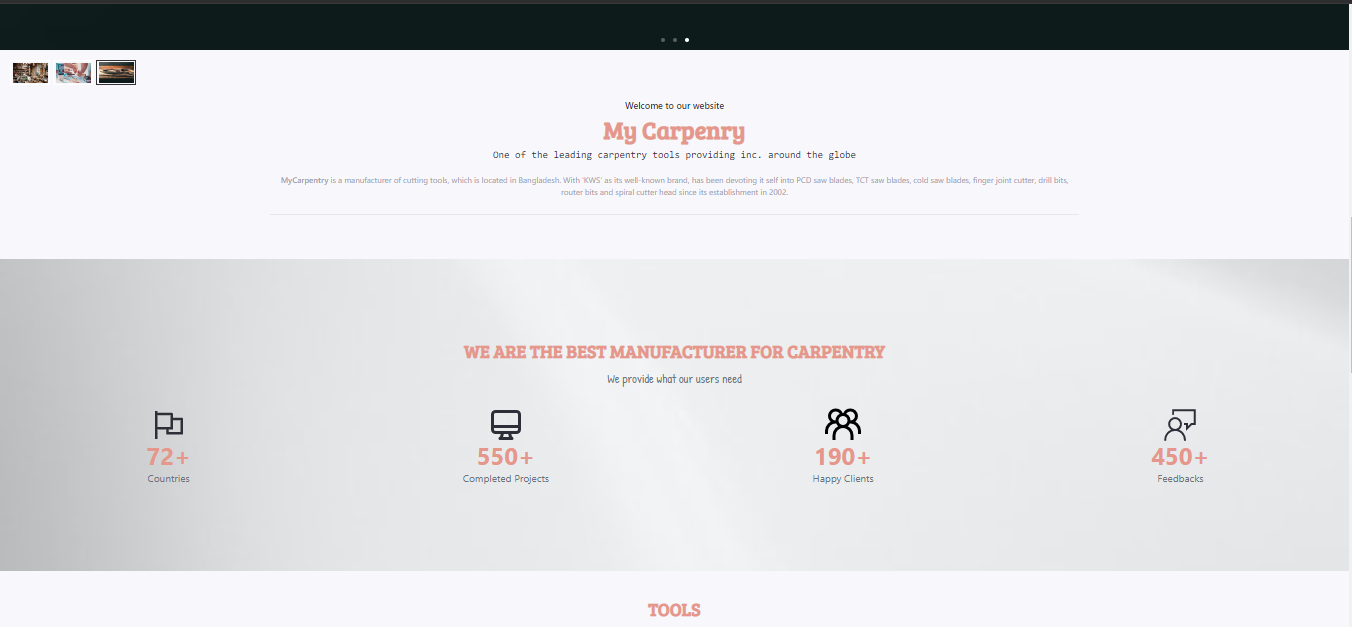 Welcome to our website
My Carpenry
One of the leading carpentry tools providing inc. around the globe
MyCarpentry is a manufacturer of cutting tools, which is located in Bangladesh. With 'KWS' as its well-known brand, has been devoting it self into PCD saw blades, TCT saw blades, cold saw blades, finger joint cutter, drill bits,
router bits and spiral cutter head since its establishment in 2002.
WE ARE THE BEST MANUFACTURER FOR CARPENTRY
We provide what our users need
72+ 550+ 190+ 450+
Countries Completed Projects Happy Clients Feedbacks
TOOLS